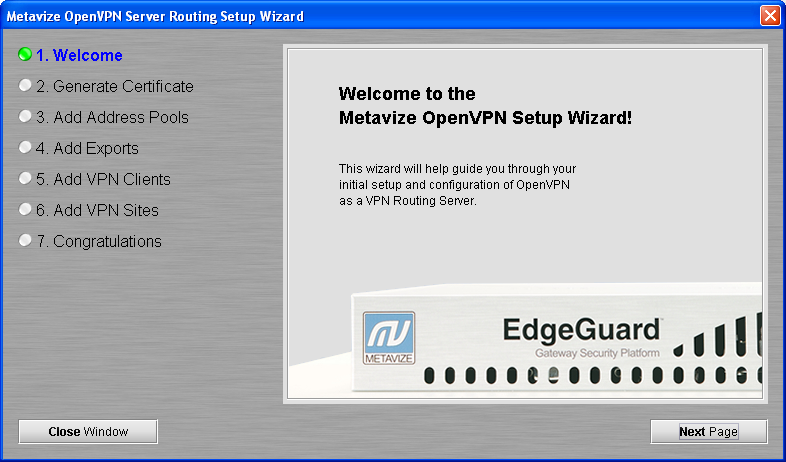 Metavize OpenVPN Server Routing Setup Wizard
1. Welcome
2. Generate Certificate
3. Add Address Pools
4. Add Exports
5. Add VPN Clients
6. Add VPN Sites
7. Congratulations
Welcome to the
Metavize OpenVPN Setup Wizard!
This wizard will help guide you through your
initial setup and configuration of OpenVPN
as a VPN Routing Server.
METAVIZE
EdgeGuard™
Gateway Security Platform
Close Window
Next Page